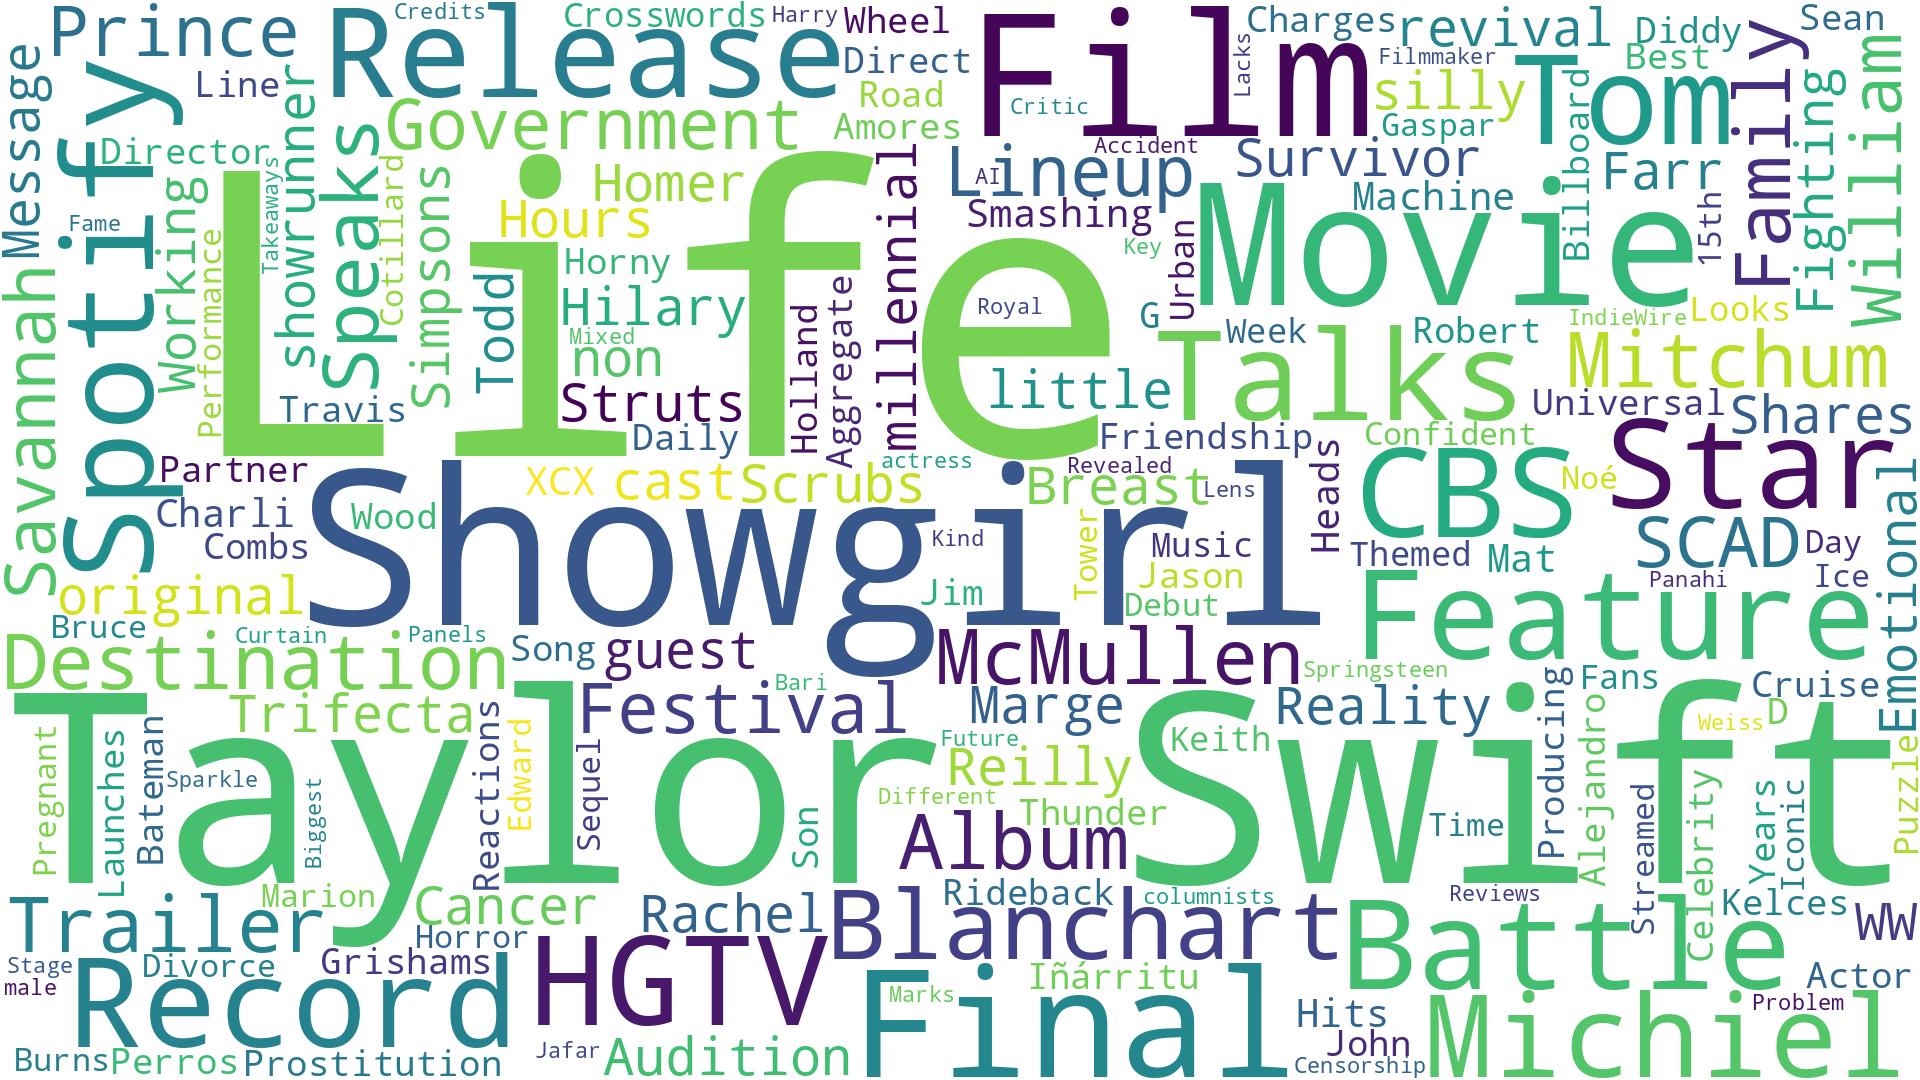 Prince
Release
Credits
Crosswords
Harry
Wheel
Film
Charges
revival
Diddy
Sean
Message
Line
Direct
Lacks
Filmmaker
Best
Family
Spotify
showrunner
Speaks
Government
Road
Amores
Critic
silly
Gaspar
Tom
Billboard
Fighting
William
Director
Takeaways
Cotillard
Simpsons
Homer
Accident
Lineup
AI
Survivor
Farr
Fame
Working
Performance
Life
Hours
Horny
Hilary
Mixed
non
Todd
millennial
Smashing
Key
Urban
Movie
Machine
15th
Savannah
Travis
Struts
Daily
Holland
Aggregate
Royal
G
Week
Robert
IndieWire
Looks
little
Talks
Mitchum
Universal
Shares
Partner
XCX
cast
Scrubs
actress
Friendship
Revealed
Confident
Charli
Wood
Combs
Showgirl
Breast
Lens
Heads
CBS
Noé
Star
Kind
Tower
Music
Themed
Mat
SCAD
Day
original
Jim
Jason
Debut
Panahi
Ice
Bruce
Curtain
Panels
Song
guest
McMullen
Feature
Emotional
Destination
Springsteen
Bari
Fans
Cruise
Trifecta
Reactions
Festival
Marge
Reality
Producing
Weiss
D
Taylor
Swift
Pregnant
Launches
Bateman
Sparkle
Biggest
Edward
Sequel
Future
Reilly
Keith
Different
Thunder
Son
Album
Time
Alejandro
Streamed
Celebrity
Years
Iconic
Puzzle
Marion
Cancer
Rachel
Rideback
columnists
Reviews
Kelces
WW
Trailer
Horror
Blanchart
Battle
Stage
male
Divorce
Grishams
HGTV
Iñárritu
Marks
Final
Hits
Actor
Problem
Record
Michiel
John
Burns
Perros
Prostitution
Jafar
Audition
Censorship